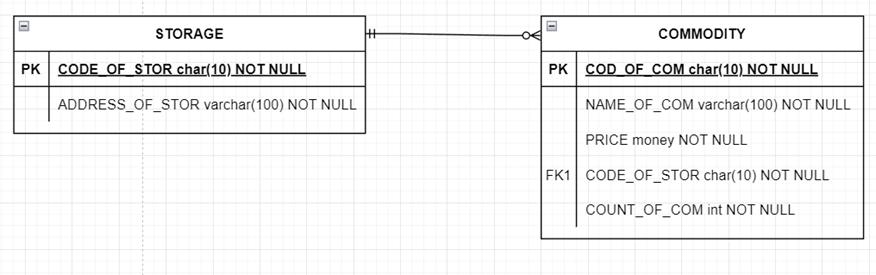 STORAGE
PK CODE_OF_STOR char(10) NOT NULL
ADDRESS_OF_STOR varchar(100) NOT NULL
COMMODITY
PK COD_OF_COM char(10) NOT NULL
NAME_OF_COM varchar(100) NOT NULL
PRICE money NOT NULL
FK1 CODE_OF_STOR char(10) NOT NULL
COUNT_OF_COM int NOT NULL